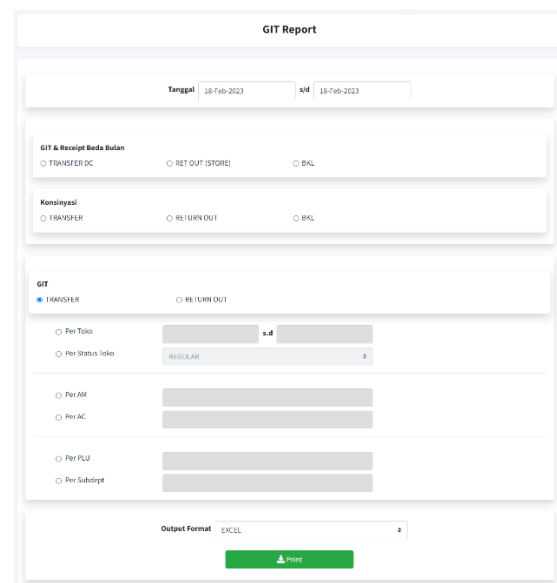 GIT Report
Tanggal 18-Feb-2023 s/d 18-Feb-2023
GIT & Receipt Beda Bulan
TRANSFER DC RET OUT (STORE) BKL
Konsinyasi
TRANSFER RETURN OUT BKL
GIT
TRANSFER RETURN OUT
Per Toko s.d
Per Status Toko REGULAR
Per AM
Per AC
Per PLU
Per Subdept
Output Format EXCEL
Print